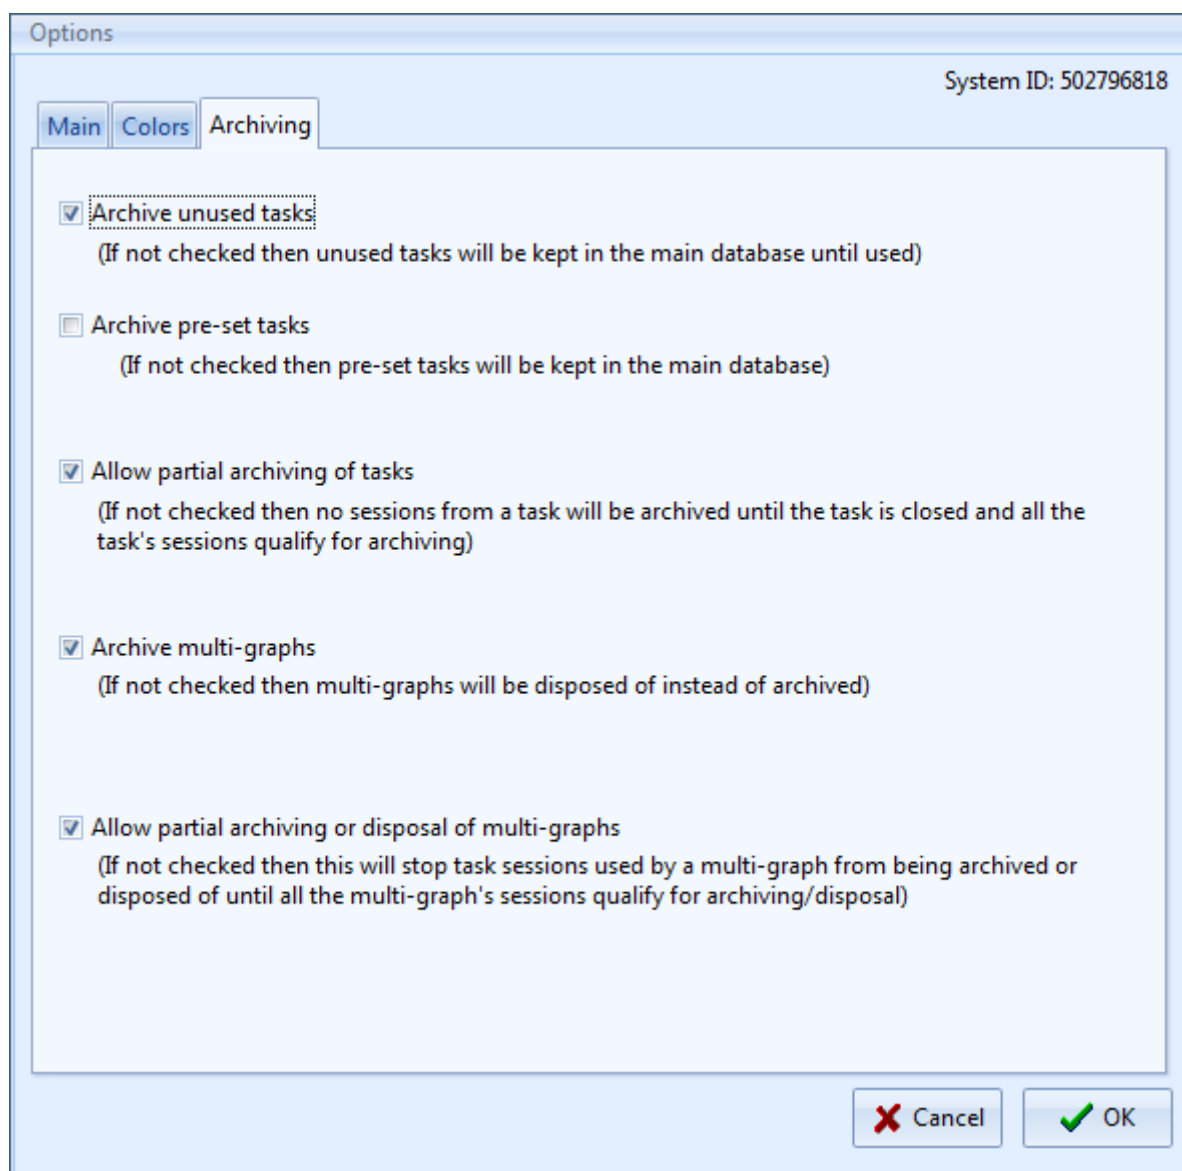 Options
System ID: 502796818
Main Colors Archiving
Archive unused tasks
(If not checked then unused tasks will be kept in the main database until used)
Archive pre-set tasks
(If not checked then pre-set tasks will be kept in the main database)
Allow partial archiving of tasks
(If not checked then no sessions from a task will be archived until the task is closed and all the
task's sessions qualify for archiving)
Archive multi-graphs
(If not checked then multi-graphs will be disposed of instead of archived)
Allow partial archiving or disposal of multi-graphs
(If not checked then this will stop task sessions used by a multi-graph from being archived or
disposed of until all the multi-graph's sessions qualify for archiving/disposal)
Cancel OK